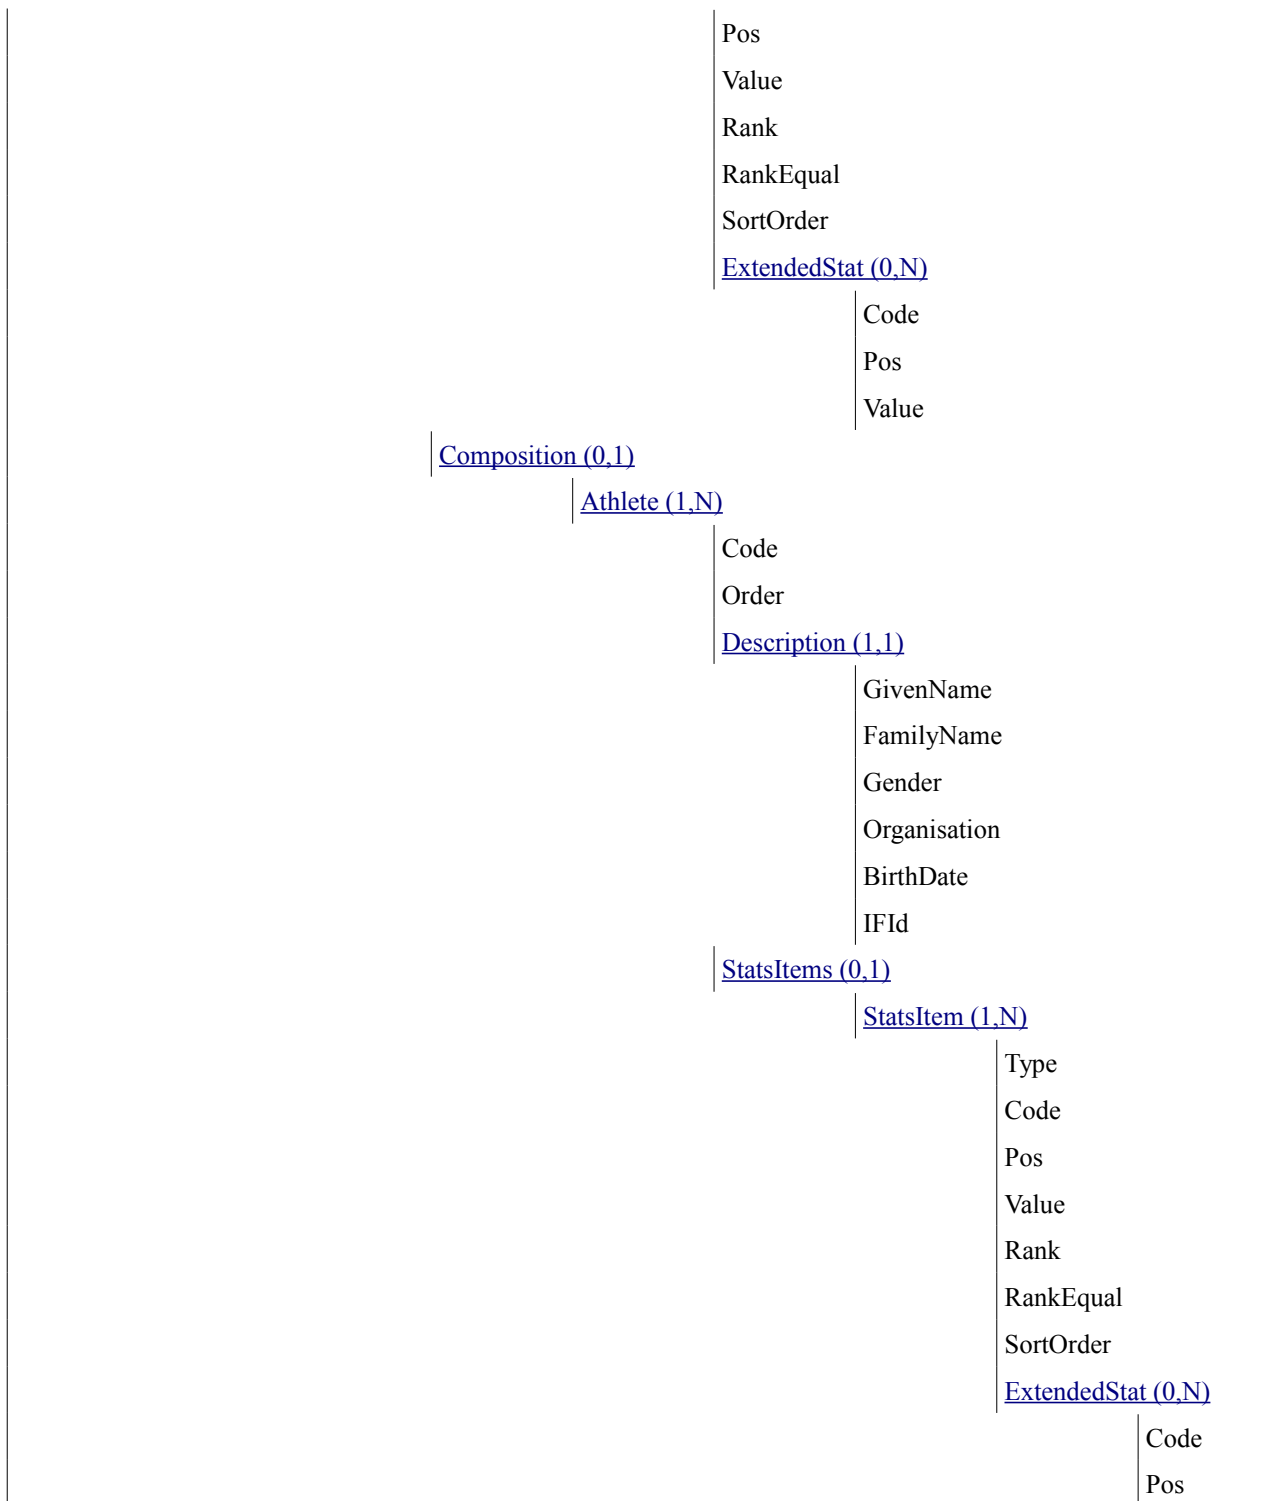 Pos
Value
Rank
RankEqual
SortOrder
ExtendedStat (0,N)
Code
Pos
Value
Composition (0,1)
Athlete (1,N)
Code
Order
Description (1,1)
GivenName
FamilyName
Gender
Organisation
BirthDate
IFId
StatsItems (0,1)
StatsItem (1,N)
Type
Code
Pos
Value
Rank
RankEqual
SortOrder
ExtendedStat (0,N)
Code
Pos